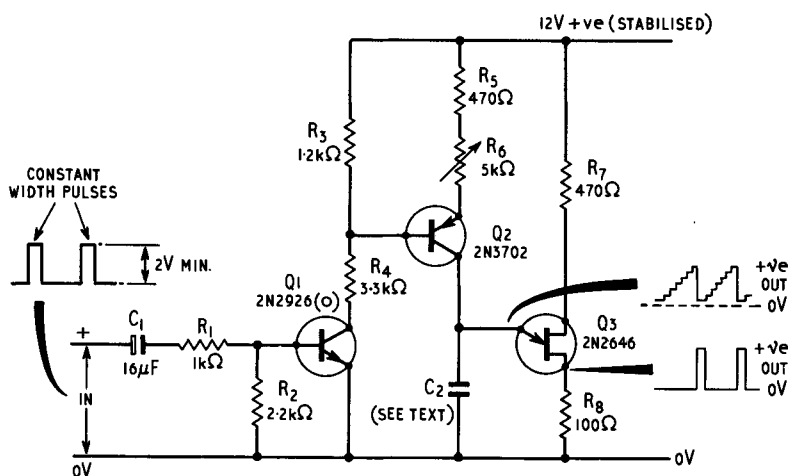 12V +ve (STABILISED)
R5
470Ω
R3
1·2kΩ
R6
5kΩ
R7
470Ω
CONSTANT
WIDTH PULSES
2V MIN.
Q2
2N3702
R4
3·3kΩ
Q1
2N2926(O)
+ve
OUT
0V
Q3
2N2646
+
C1
16µF
R1
1kΩ
+ve
OUT
0V
IN
R2
2·2kΩ
C2
(SEE TEXT)
R8
100Ω
0V
0V